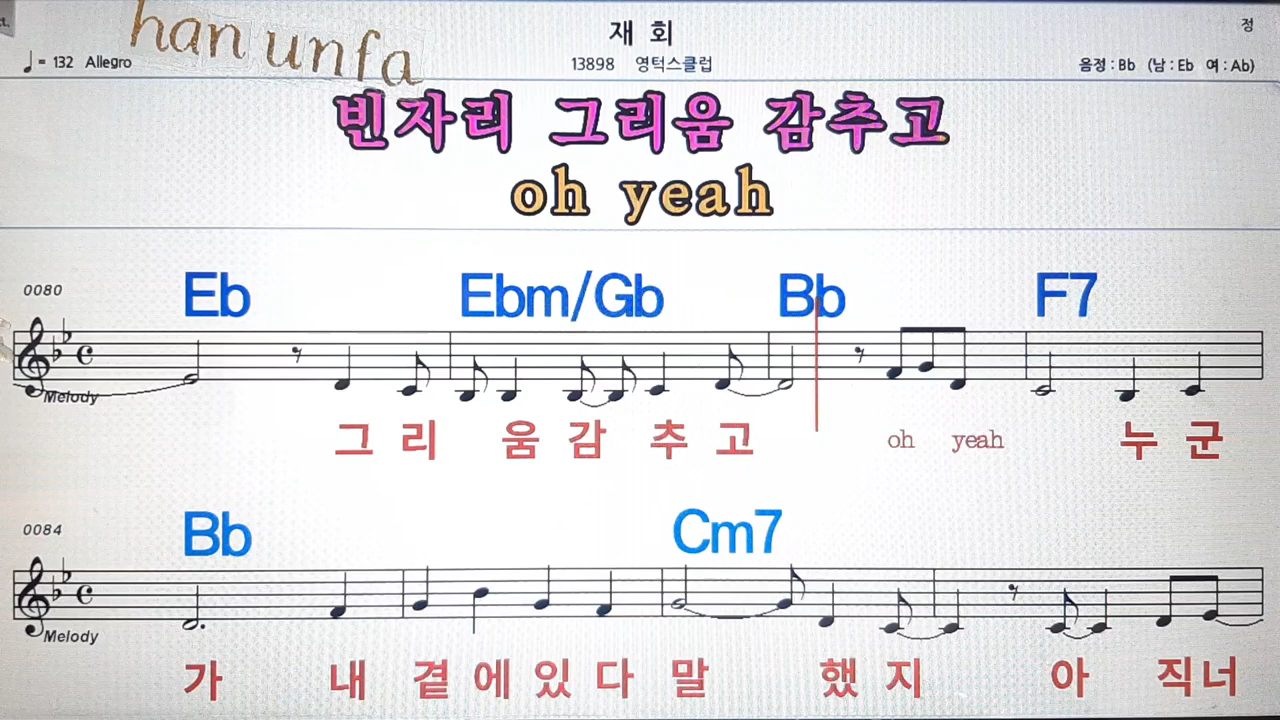 han unfa
재 회
정
♩= 132 Allegro
13898 영턱스클럽
음정 : Bb (남 : Eb 여 : Ab)
빈자리 그리움 감추고
oh yeah
0080
Eb Ebm/Gb Bb F7
Melody
그 리 움 감 추 고 oh yeah 누 군
0084
Bb Cm7
Melody
가 내 곁 에 있 다 말 했 지 아 직 너